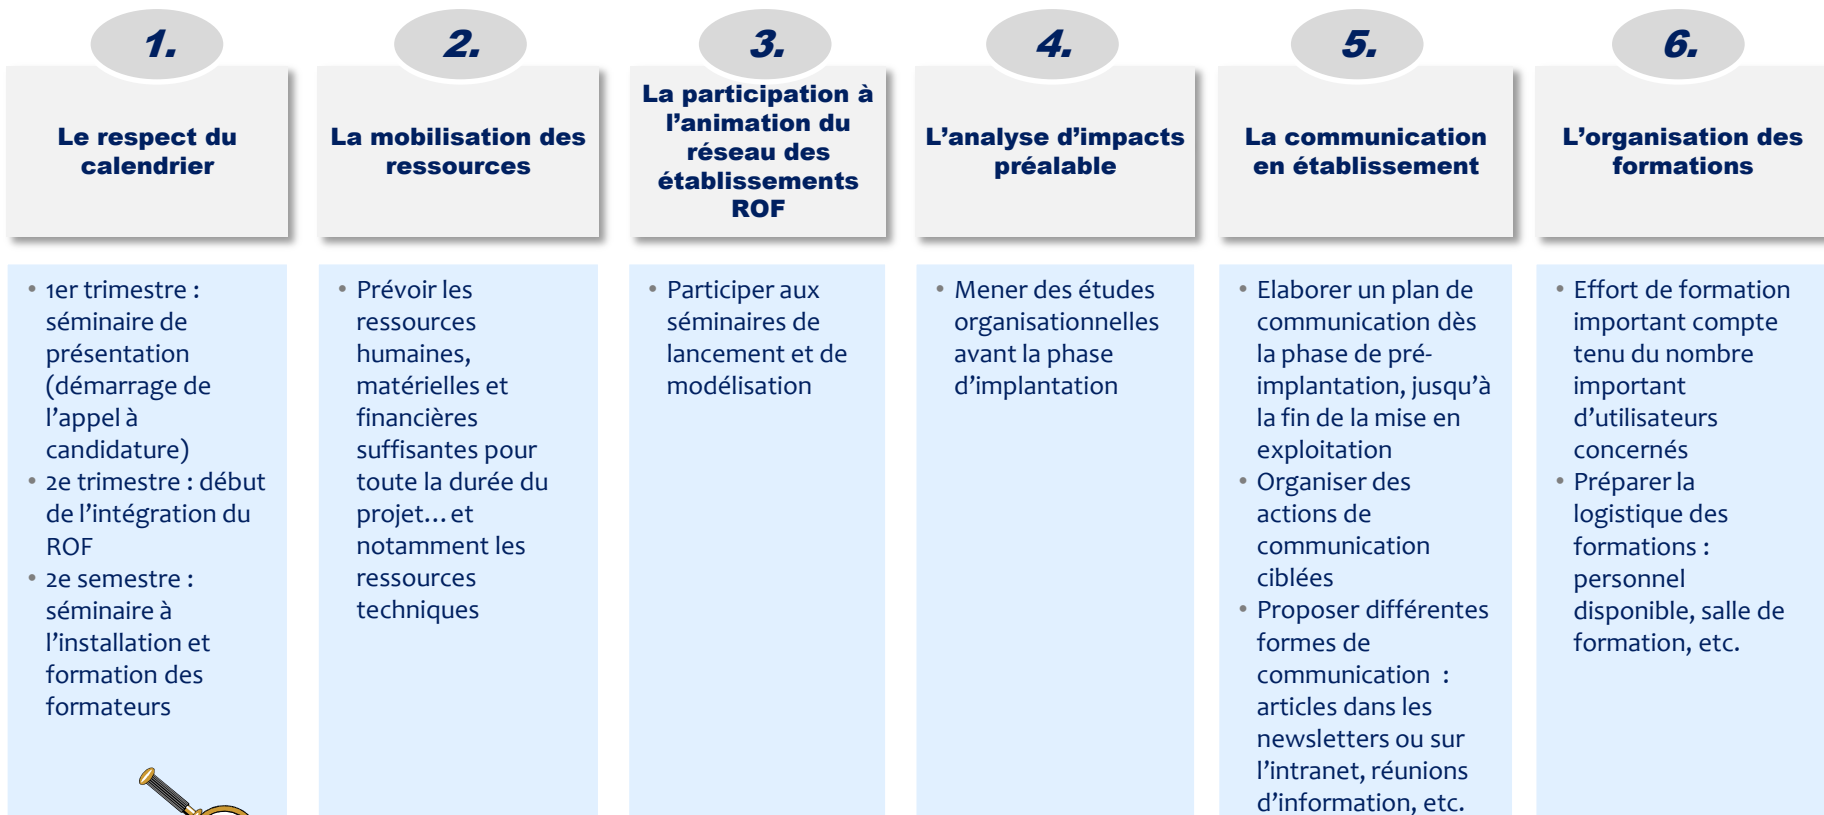 1.
Le respect du
calendrier
• 1er trimestre :
séminaire de
présentation
(démarrage de
l’appel à
candidature)
• 2e trimestre : début
de l’intégration du
ROF
• 2e semestre :
séminaire à
l’installation et
formation des
formateurs
2.
La mobilisation des
ressources
• Prévoir les
ressources
humaines,
matérielles et
financières
suffisantes pour
toute la durée du
projet… et
notamment les
ressources
techniques
3.
La participation à
l’animation du
réseau des
établissements
ROF
• Participer aux
séminaires de
lancement et de
modélisation
4.
L’analyse d’impacts
préalable
• Mener des études
organisationnelles
avant la phase
d’implantation
5.
La communication
en établissement
• Elaborer un plan de
communication dès
la phase de pré-
implantation, jusqu’à
la fin de la mise en
exploitation
• Organiser des
actions de
communication
ciblées
• Proposer différentes
formes de
communication :
articles dans les
newsletters ou sur
l’intranet, réunions
d’information, etc.
6.
L’organisation des
formations
• Effort de formation
important compte
tenu du nombre
important
d’utilisateurs
concernés
• Préparer la
logistique des
formations :
personnel
disponible, salle de
formation, etc.